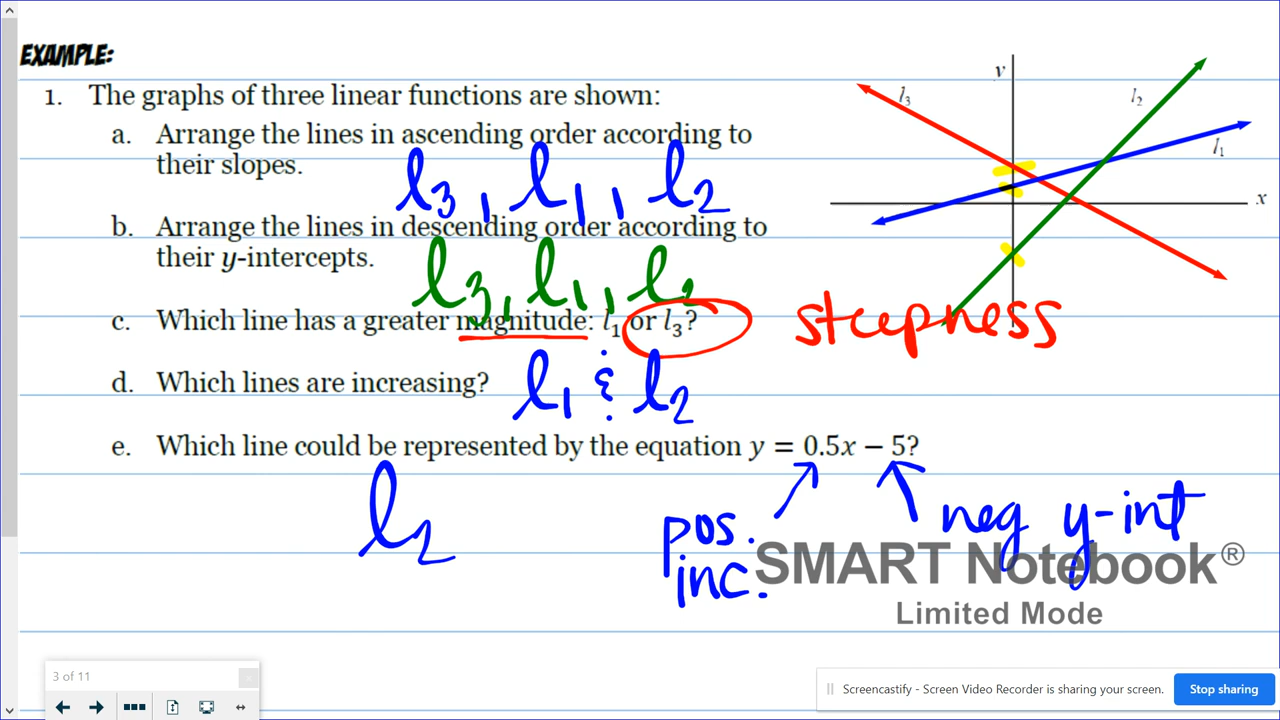 EXAMPLE:
1. The graphs of three linear functions are shown:
a. Arrange the lines in ascending order according to
their slopes.
l3, l1, l2
b. Arrange the lines in descending order according to
their y-intercepts.
l3, l1, l2
c. Which line has a greater magnitude: l1 or l3?
steepness
d. Which lines are increasing?
l1 & l2
e. Which line could be represented by the equation y = 0.5x − 5?
l2
pos.
inc.
neg y-int
y
l3
l2
l1
x
SMART Notebook®
Limited Mode
3 of 11
Screencastify - Screen Video Recorder is sharing your screen.
Stop sharing